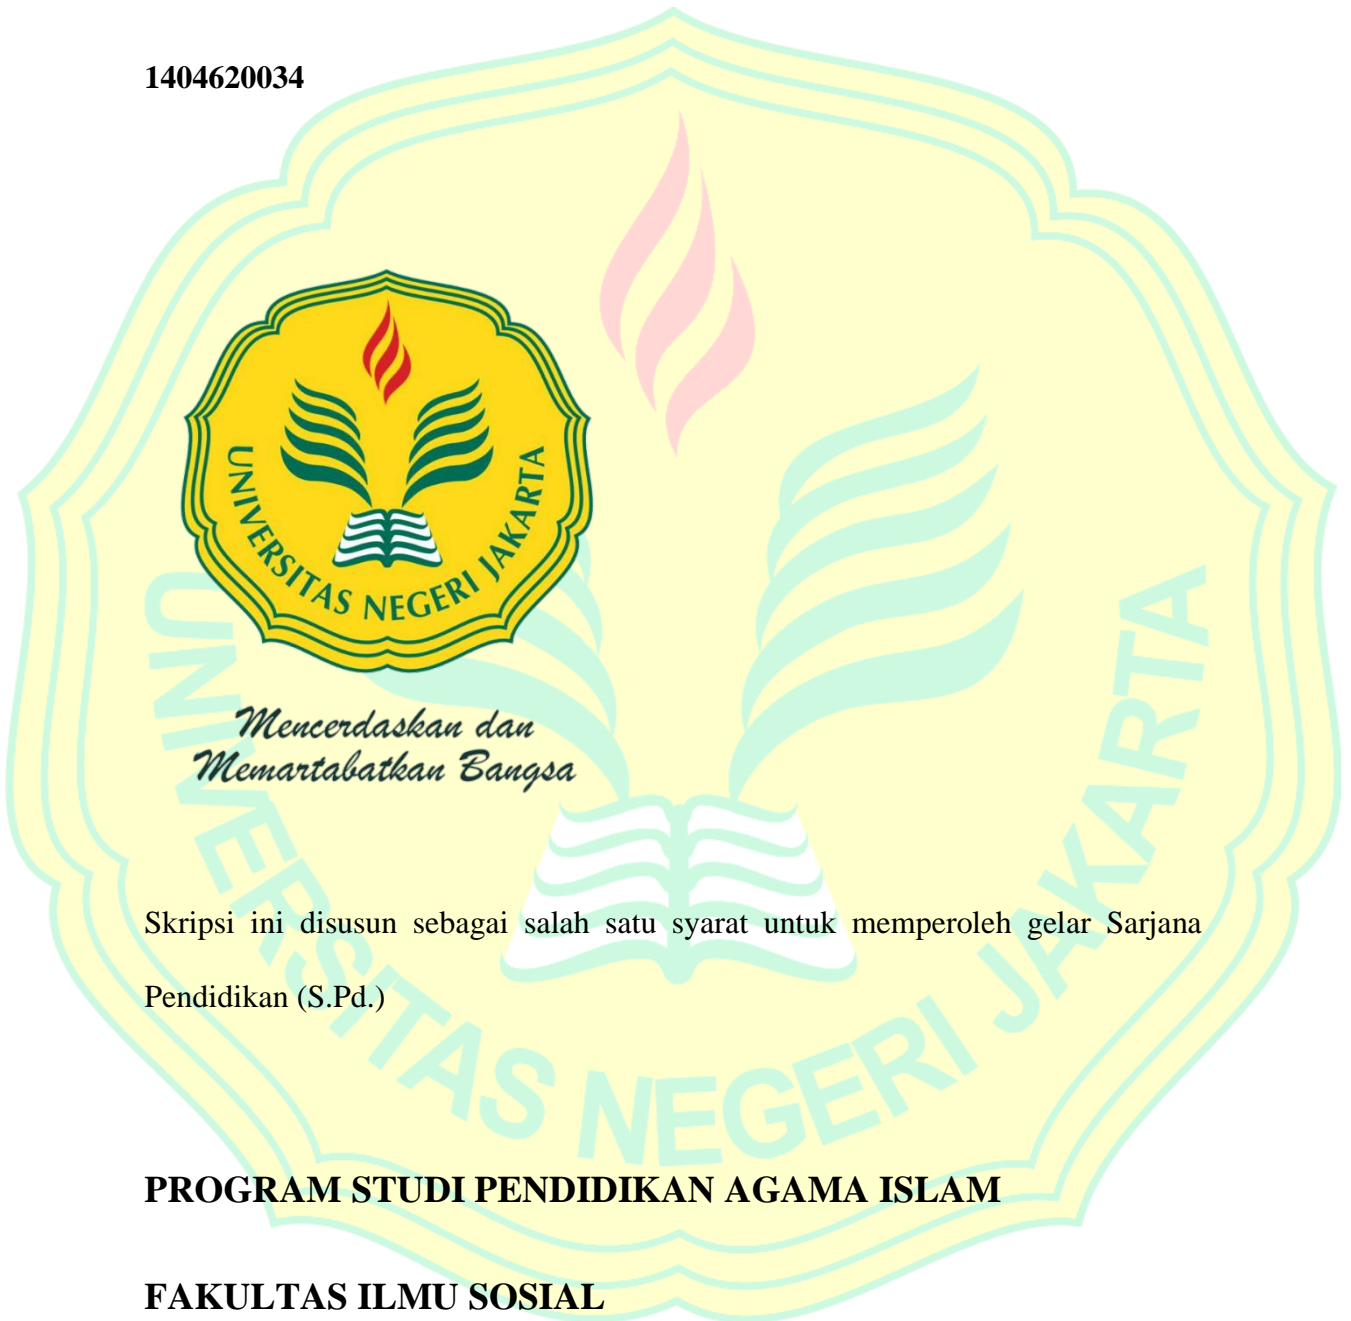 1404620034
UNIVERSITAS NEGERI JAKARTA
Mencerdaskan dan
Memartabatkan Bangsa
UNIVERSITAS NEGERI JAKARTA
Skripsi ini disusun sebagai salah satu syarat untuk memperoleh gelar Sarjana
Pendidikan (S.Pd.)
PROGRAM STUDI PENDIDIKAN AGAMA ISLAM
FAKULTAS ILMU SOSIAL